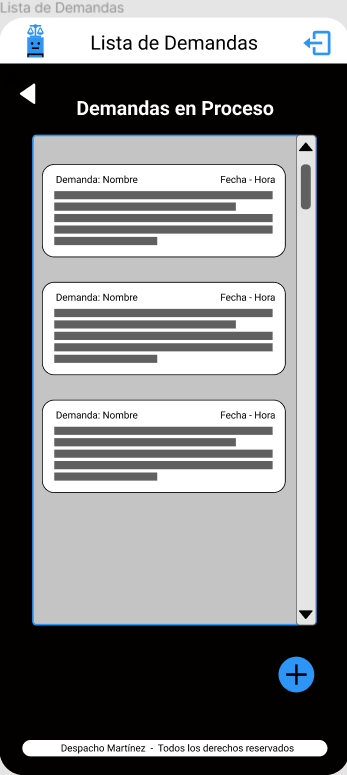 Lista de Demandas
Lista de Demandas
Demandas en Proceso
Demanda: Nombre Fecha - Hora
Demanda: Nombre Fecha - Hora
Demanda: Nombre Fecha - Hora
Despacho Martínez - Todos los derechos reservados